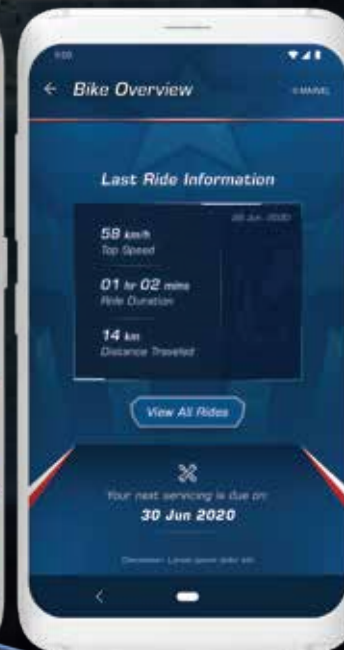 Bike Overview
© MARVEL
Last Ride Information
58 km/h
Top Speed
01 hr 02 mins
Ride Duration
14 km
Distance Traveled
View All Rides
Your next servicing is due on:
30 Jun 2020